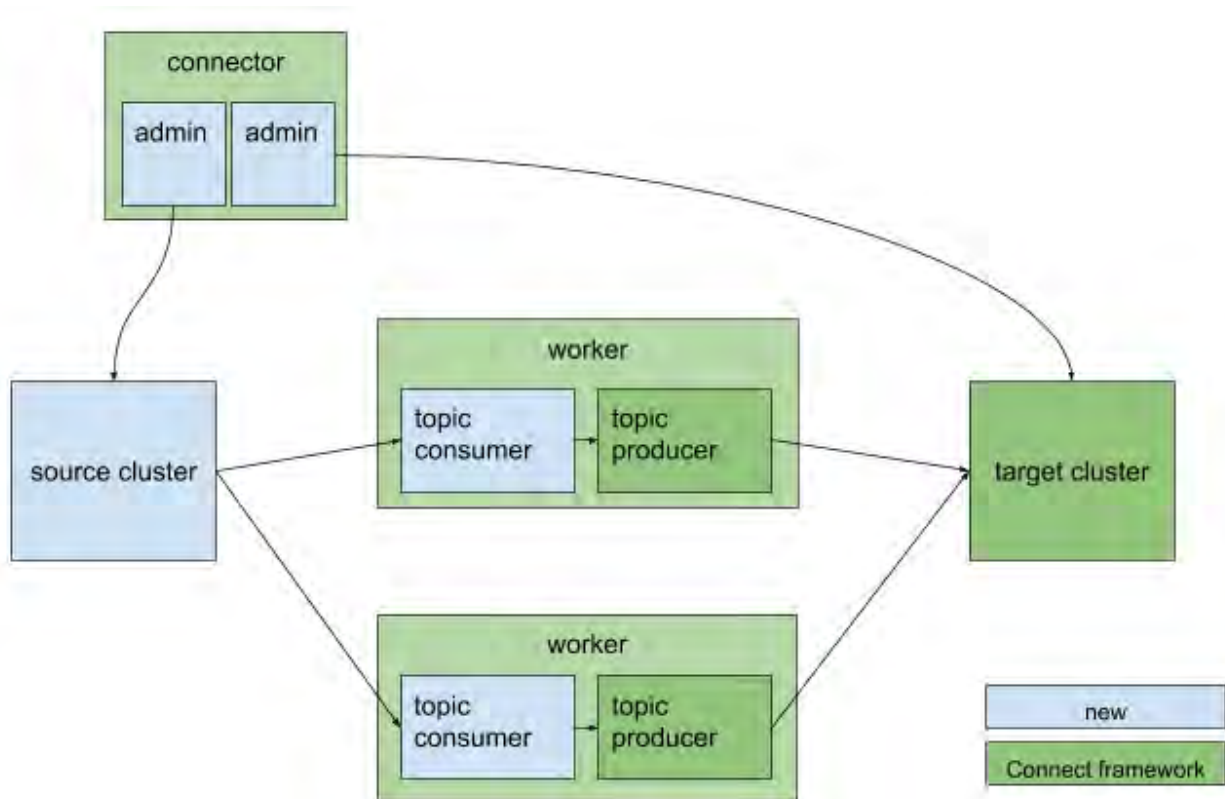 connector
admin
admin
worker
topic
consumer
topic
producer
source cluster
target cluster
worker
topic
consumer
topic
producer
new
Connect framework